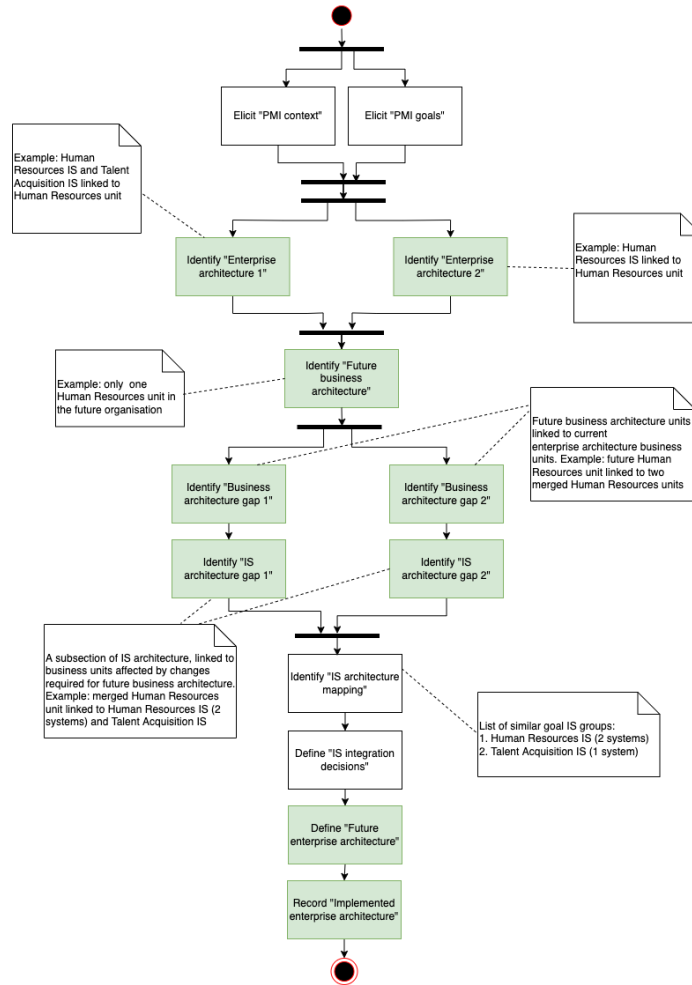 Elicit "PMI context"
Elicit "PMI goals"
Example: Human
Resources IS and Talent
Acquisition IS linked to
Human Resources unit
Identify "Enterprise
architecture 1"
Identify "Enterprise
architecture 2"
Example: Human
Resources IS linked to
Human Resources unit
Identify "Future
business
architecture"
Example: only one
Human Resources unit in
the future organisation
Future business architecture units
linked to current
enterprise architecture business
units. Example: future Human
Resources unit linked to two
merged Human Resources units
Identify "Business
architecture gap
1"
Identify "Business
architecture gap 2"
Identify "IS
architecture gap 1"
Identify "IS
architecture gap 2"
A subsection of IS architecture, linked to
business units affected by changes
required for future business architecture.
Example: merged Human Resources
unit linked to Human Resources IS (2
systems) and Talent Acquisition IS
Identify "IS architecture
mapping"
List of similar goal IS groups:
1. Human Resources IS (2 systems)
2. Talent Acquisition IS (1 system)
Define "IS integration
decisions"
Define "Future
enterprise architecture"
Record "Implemented
enterprise architecture"